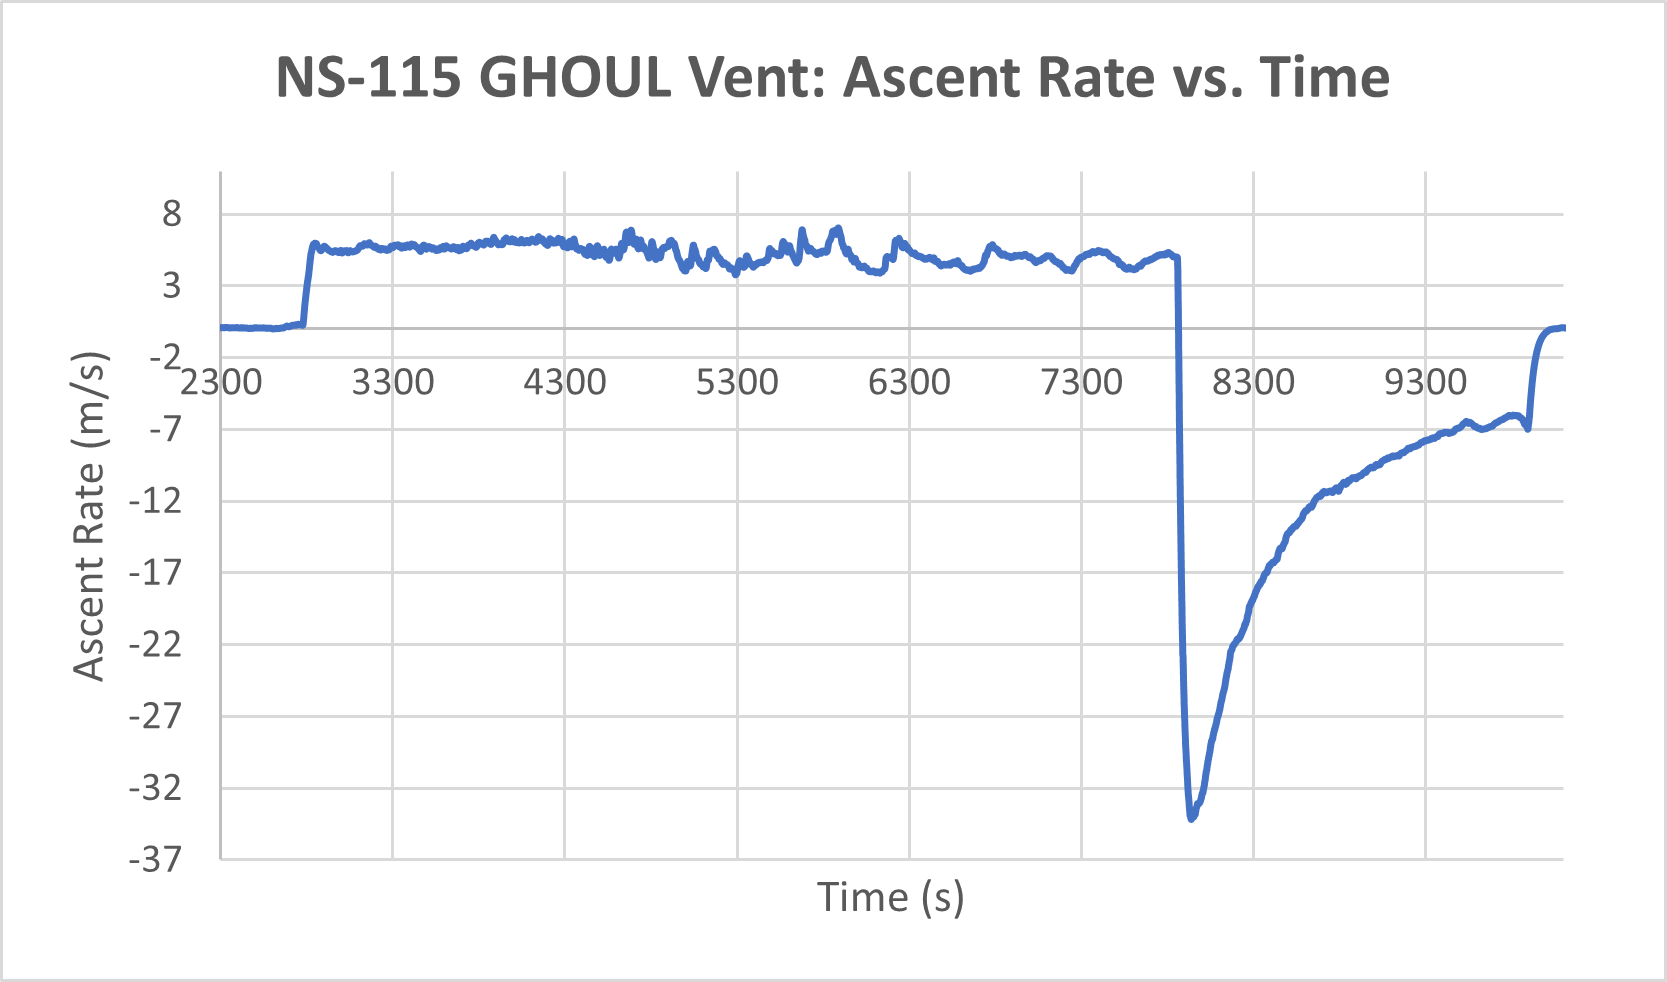 NS-115 GHOUL Vent: Ascent Rate vs. Time
8
3
-2
2300 3300 4300 5300 6300 7300 8300 9300
-7
-12
-17
-22
-27
-32
-37
Ascent Rate (m/s)
Time (s)